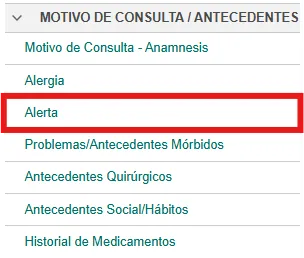 MOTIVO DE CONSULTA / ANTECEDENTES
Motivo de Consulta - Anamnesis
Alergia
Alerta
Problemas/Antecedentes Mórbidos
Antecedentes Quirúrgicos
Antecedentes Social/Hábitos
Historial de Medicamentos